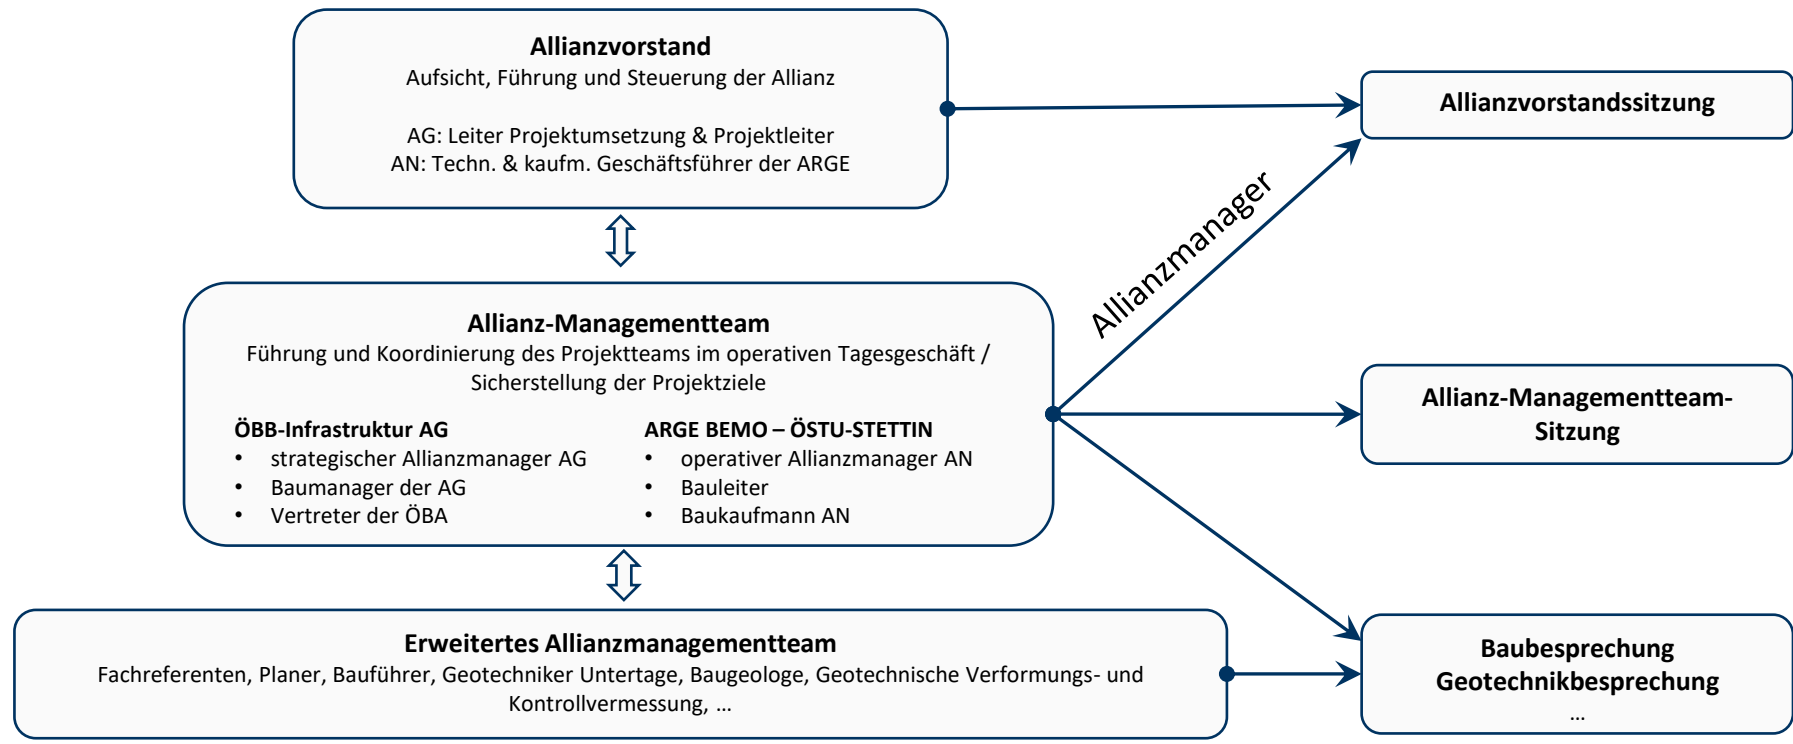 Allianzvorstand
Aufsicht, Führung und Steuerung der Allianz
AG: Leiter Projektumsetzung & Projektleiter
AN: Techn. & kaufm. Geschäftsführer der ARGE
Allianzvorstandssitzung
Allianzmanager
Allianz-Managementteam
Führung und Koordinierung des Projektteams im operativen Tagesgeschäft /
Sicherstellung der Projektziele
ÖBB-Infrastruktur AG
• strategischer Allianzmanager AG
• Baumanager der AG
• Vertreter der ÖBA
ARGE BEMO – ÖSTU-STETTIN
• operativer Allianzmanager AN
• Bauleiter
• Baukaufmann AN
Allianz-Managementteam-
Sitzung
Erweitertes Allianzmanagementteam
Fachreferenten, Planer, Bauführer, Geotechniker Untertage, Baugeologe, Geotechnische Verformungs- und
Kontrollvermessung, ...
Baubesprechung
Geotechnikbesprechung
...